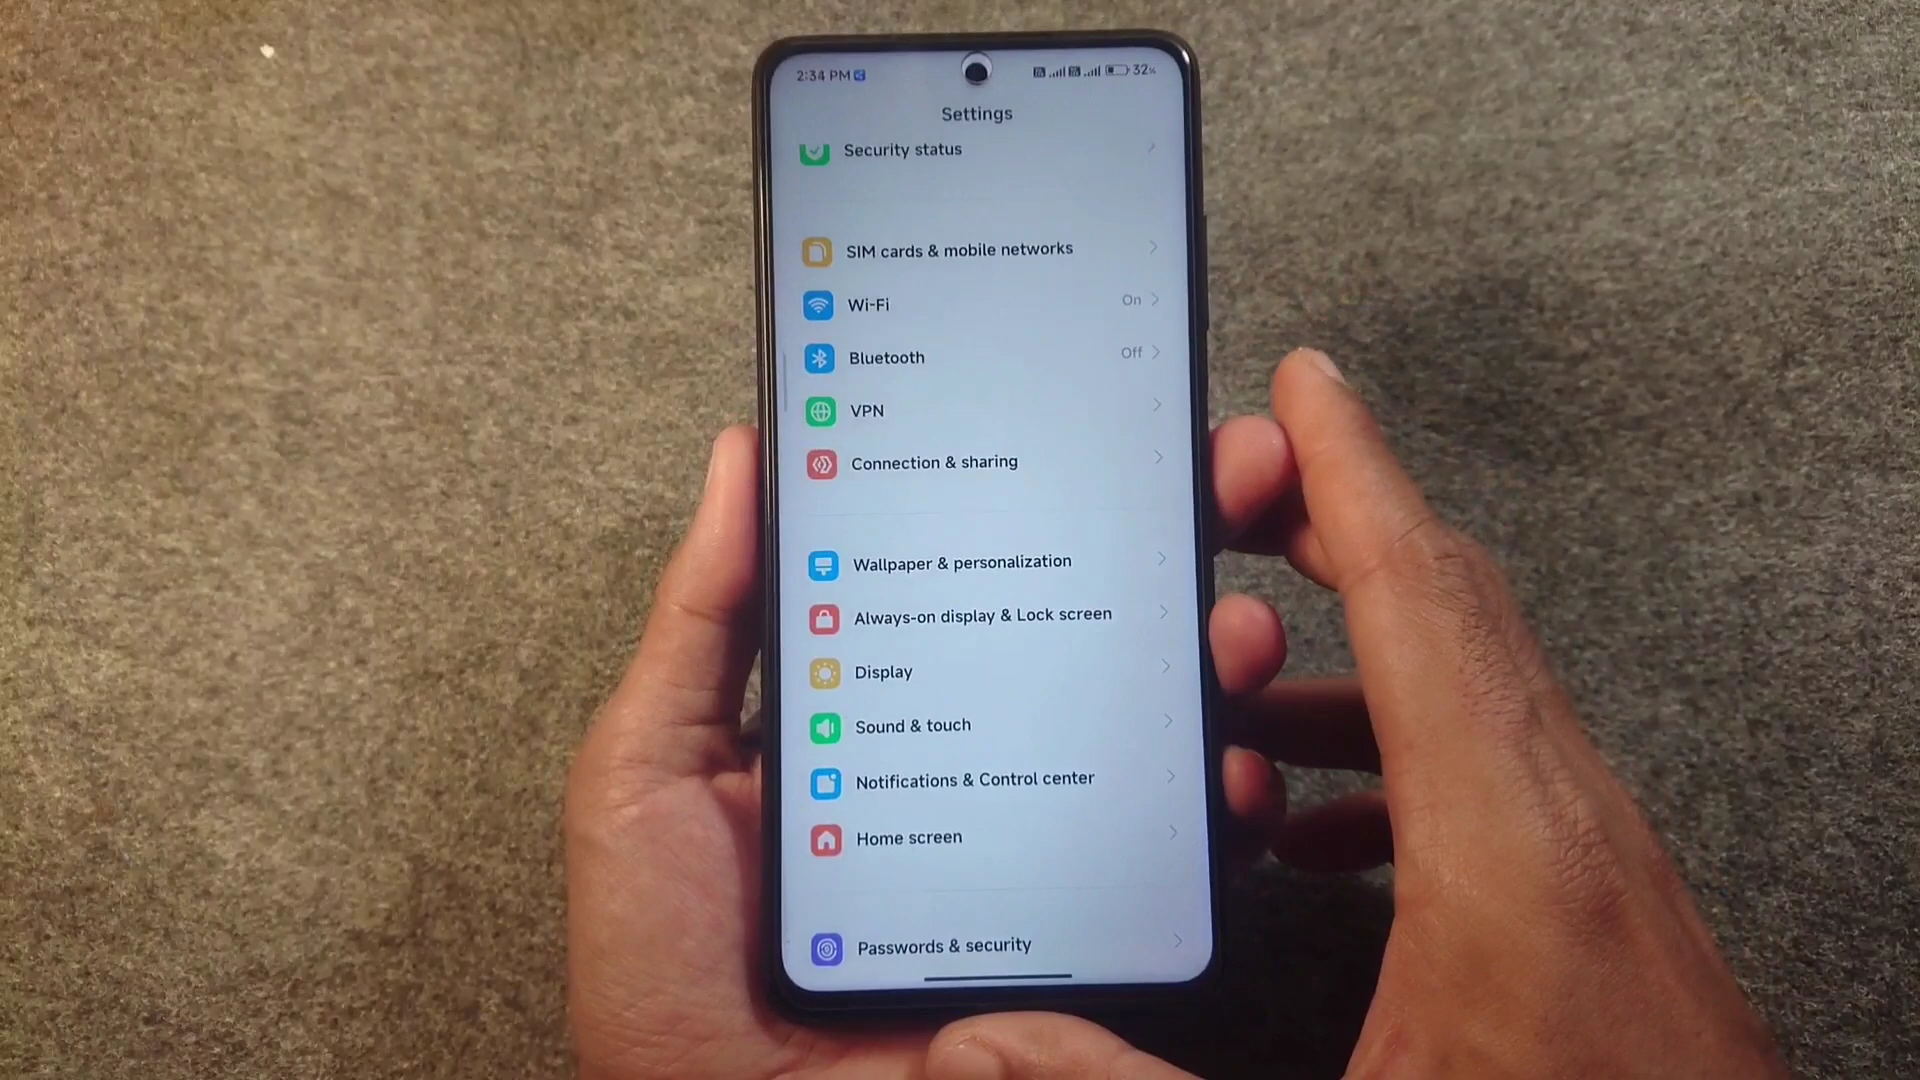 2:34 PM 32%
Settings
Security status
SIM cards & mobile networks
Wi-Fi On
Bluetooth Off
VPN
Connection & sharing
Wallpaper & personalization
Always-on display & Lock screen
Display
Sound & touch
Notifications & Control center
Home screen
Passwords & security